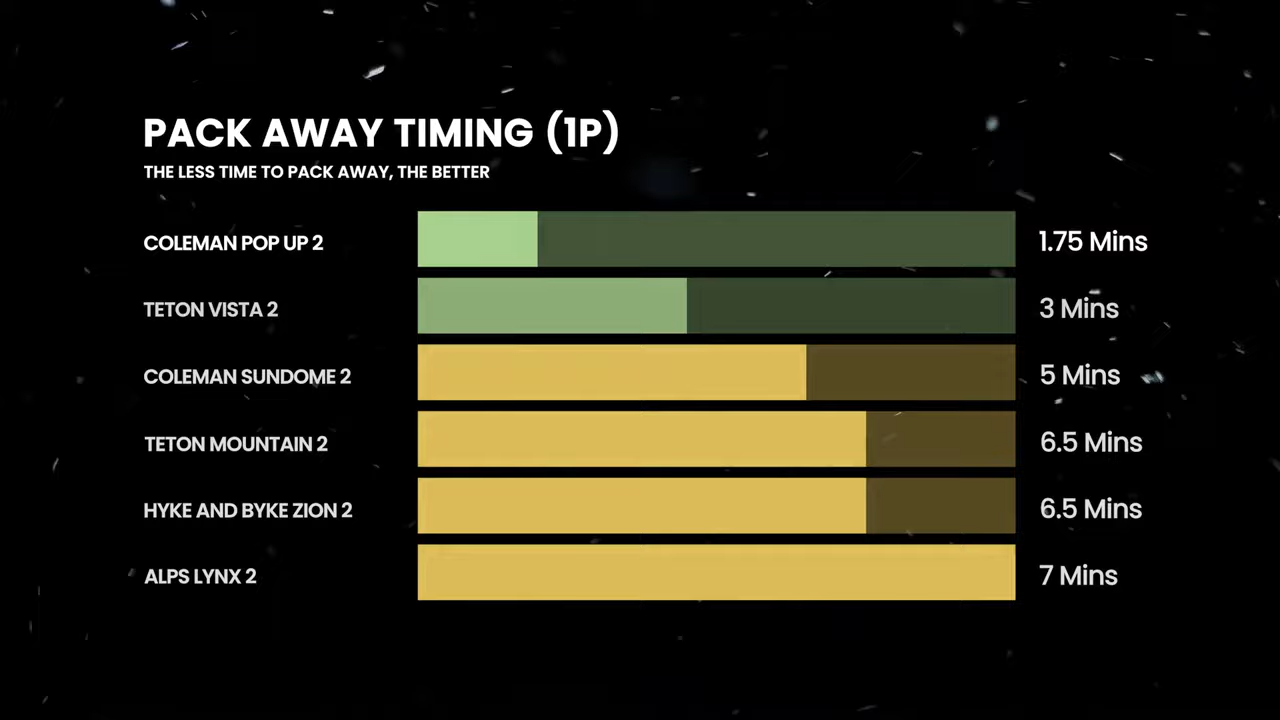 PACK AWAY TIMING (1P)
THE LESS TIME TO PACK AWAY, THE BETTER
COLEMAN POP UP 2 1.75 Mins
TETON VISTA 2 3 Mins
COLEMAN SUNDOME 2 5 Mins
TETON MOUNTAIN 2 6.5 Mins
HYKE AND BYKE ZION 2 6.5 Mins
ALPS LYNX 2 7 Mins